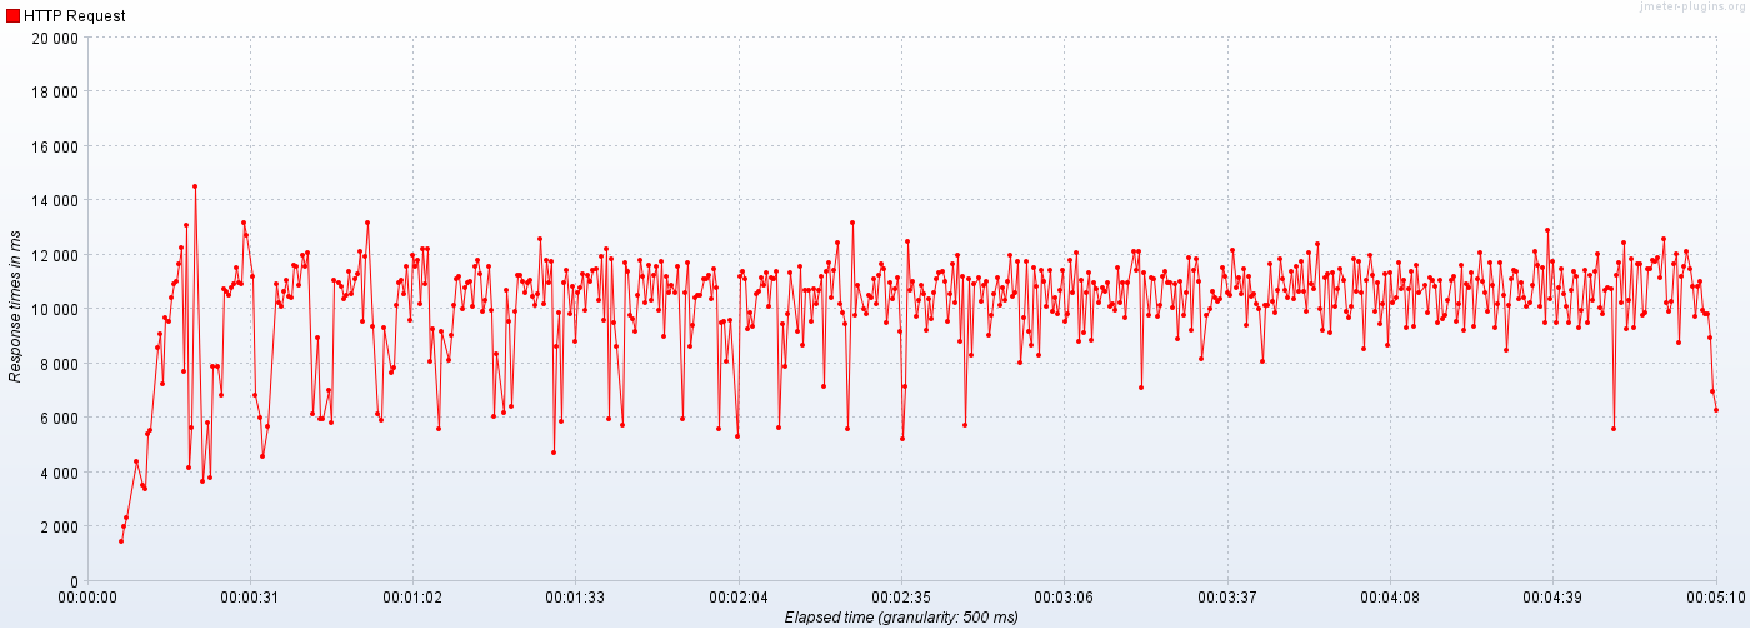 jmeter-plugins.org
HTTP Request
20 000
18 000
16 000
14 000
12 000
10 000
8 000
6 000
4 000
2 000
0
Response times in ms
00:00:00 00:00:31 00:01:02 00:01:33 00:02:04 00:02:35 00:03:06 00:03:37 00:04:08 00:04:39 00:05:10
Elapsed time (granularity: 500 ms)